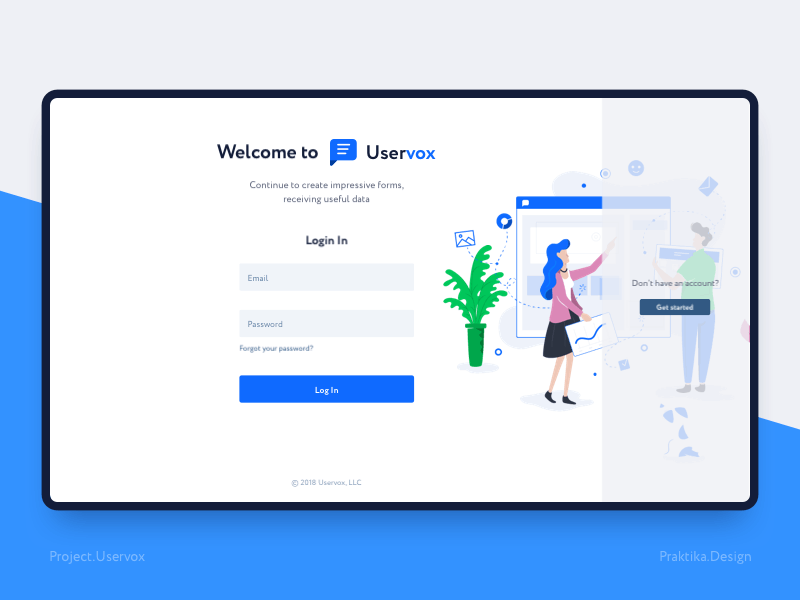 Welcome to Uservox
Continue to create impressive forms,
receiving useful data
Login In
Email
Password
Forgot your password?
Log In
© 2018 Uservox, LLC
Don't have an account?
Get started
Project.Uservox
Praktika.Design